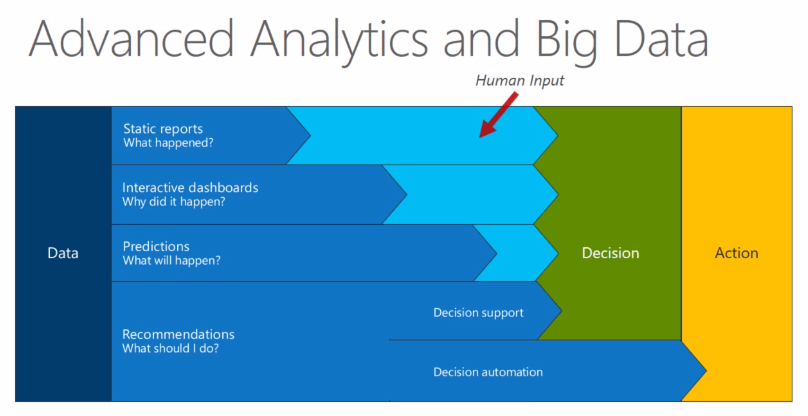 Advanced Analytics and Big Data
Human Input
Data
Static reports
What happened?
Interactive dashboards
Why did it happen?
Predictions
What will happen?
Recommendations
What should I do?
Decision support
Decision automation
Decision
Action